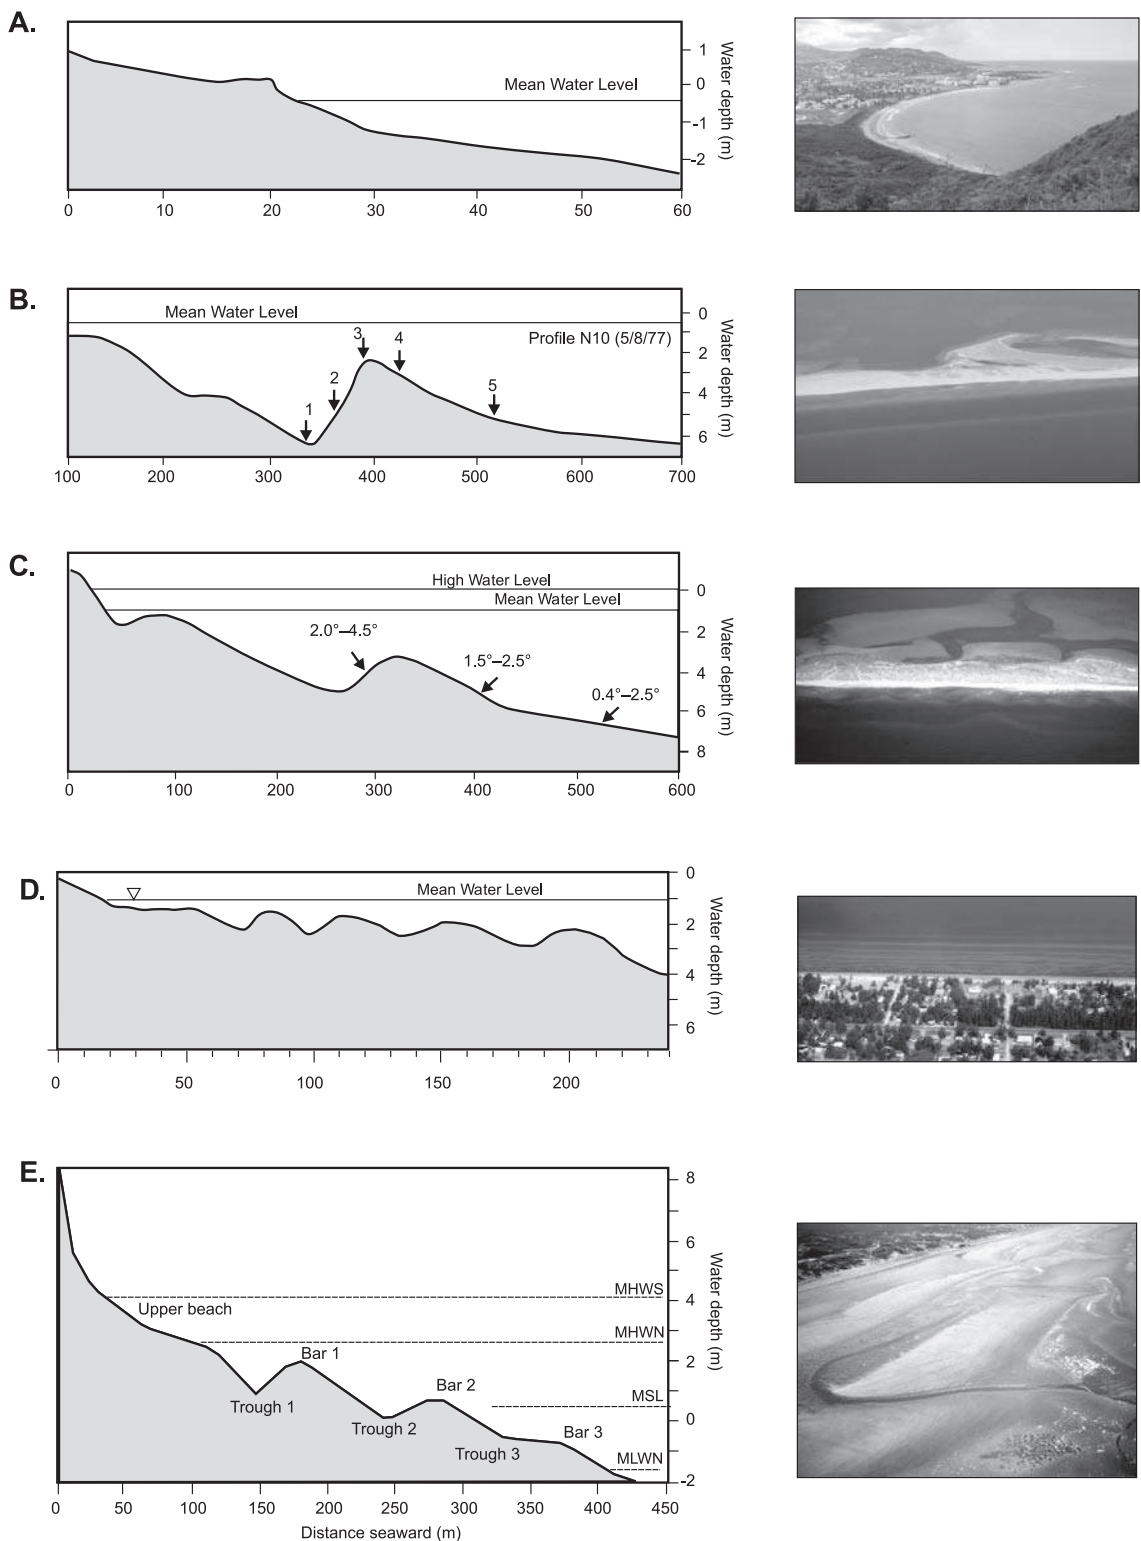 A.
Mean Water Level
1
0
-1
-2
Water depth (m)
0 10 20 30 40 50 60
B.
Mean Water Level
Profile N10 (5/8/77)
1
2
3
4
5
0
2
4
6
Water depth (m)
100 200 300 400 500 600 700
C.
High Water Level
Mean Water Level
2.0°–4.5°
1.5°–2.5°
0.4°–2.5°
0
2
4
6
8
Water depth (m)
0 100 200 300 400 500 600
D.
Mean Water Level
0
2
4
6
Water depth (m)
0 50 100 150 200
E.
MHWS
Upper beach
MHWN
Bar 1
Trough 1
Bar 2
MSL
Trough 2
Bar 3
Trough 3
MLWN
8
6
4
2
0
-2
Water depth (m)
0 50 100 150 200 250 300 350 400 450
Distance seaward (m)